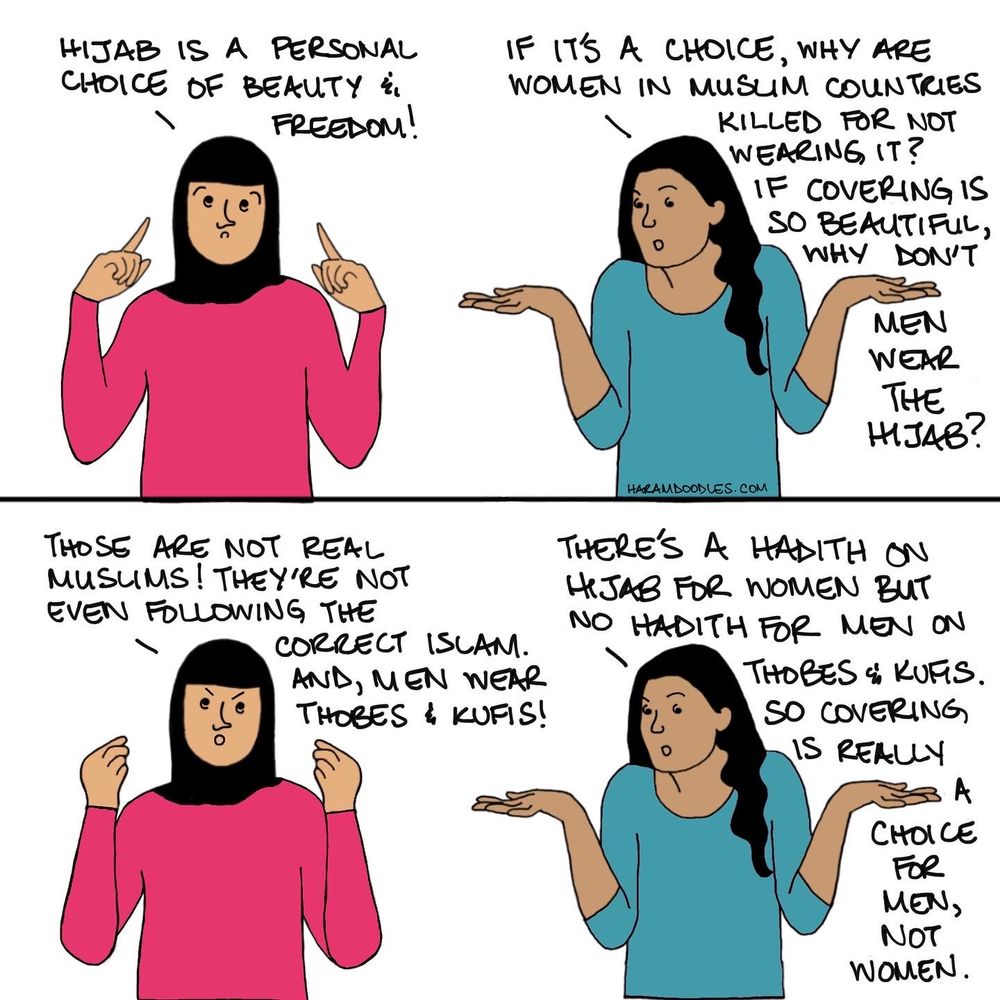 HIJAB IS A PERSONAL
CHOICE OF BEAUTY &
FREEDOM!
IF IT'S A CHOICE, WHY ARE
WOMEN IN MUSLIM COUNTRIES
KILLED FOR NOT
WEARING IT?
IF COVERING IS
SO BEAUTIFUL,
WHY DON'T
MEN
WEAR
THE
HIJAB?
HARAMDOODLES.COM
THOSE ARE NOT REAL
MUSLIMS! THEY'RE NOT
EVEN FOLLOWING THE
CORRECT ISLAM.
AND, MEN WEAR
THOBES & KUFIS!
THERE'S A HADITH ON
HIJAB FOR WOMEN BUT
NO HADITH FOR MEN ON
THOBES & KUFIS.
SO COVERING
IS REALLY
A
CHOICE
FOR
MEN,
NOT
WOMEN.